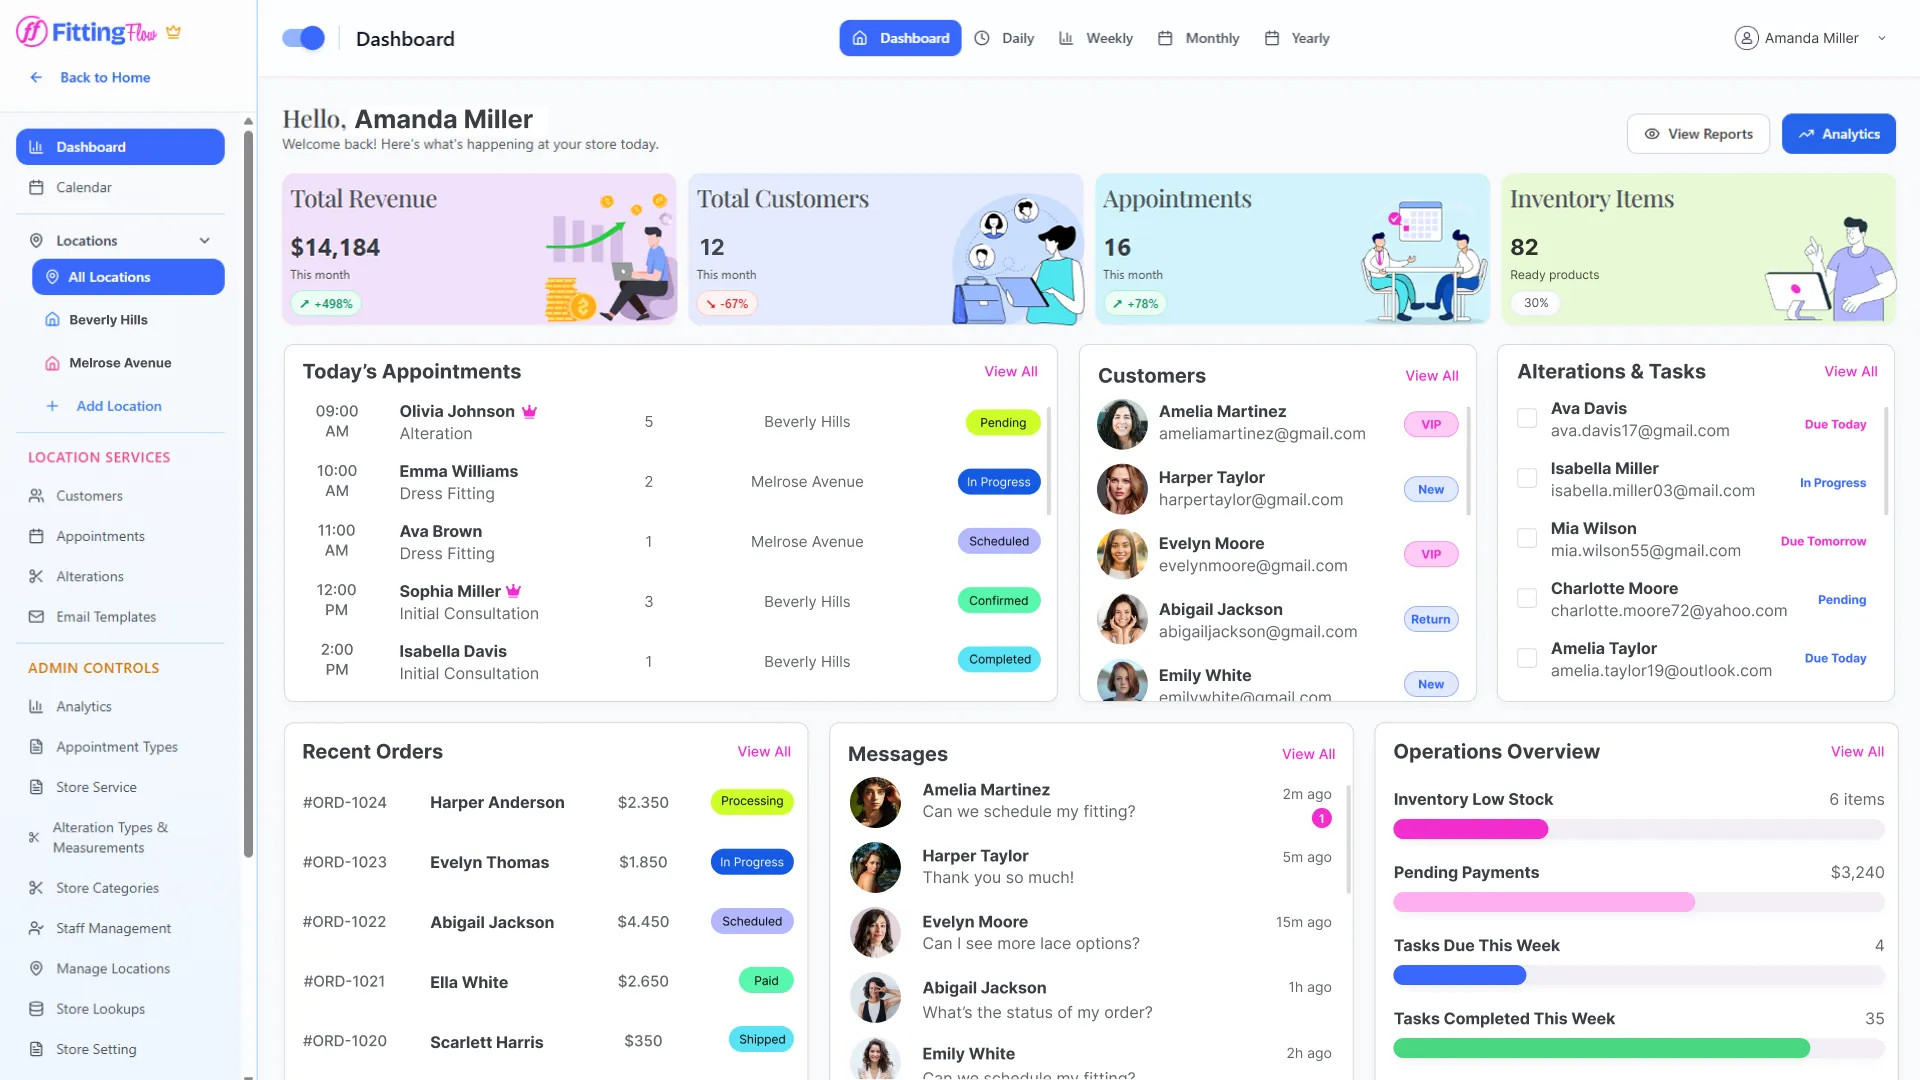 FittingFlow
Back to Home
Dashboard
Calendar
Locations
All Locations
Beverly Hills
Melrose Avenue
Add Location
LOCATION SERVICES
Customers
Appointments
Alterations
Email Templates
ADMIN CONTROLS
Analytics
Appointment Types
Store Service
Alteration Types &
Measurements
Store Categories
Staff Management
Manage Locations
Store Lookups
Store Setting
Dashboard
Dashboard Daily Weekly Monthly Yearly
Amanda Miller
Hello, Amanda Miller
Welcome back! Here's what's happening at your store today.
View Reports
Analytics
Total Revenue
$14,184
This month
+498%
Total Customers
12
This month
-67%
Appointments
16
This month
+78%
Inventory Items
82
Ready products
30%
Today’s Appointments View All
09:00
AM
Olivia Johnson
Alteration
5
Beverly Hills
Pending
10:00
AM
Emma Williams
Dress Fitting
2
Melrose Avenue
In Progress
11:00
AM
Ava Brown
Dress Fitting
1
Melrose Avenue
Scheduled
12:00
PM
Sophia Miller
Initial Consultation
3
Beverly Hills
Confirmed
2:00
PM
Isabella Davis
Initial Consultation
1
Beverly Hills
Completed
Customers View All
Amelia Martinez
ameliamartinez@gmail.com
VIP
Harper Taylor
harpertaylor@gmail.com
New
Evelyn Moore
evelynmoore@gmail.com
VIP
Abigail Jackson
abigailjackson@gmail.com
Return
Emily White
emilywhite@gmail.com
New
Alterations & Tasks View All
Ava Davis
ava.davis17@gmail.com
Due Today
Isabella Miller
isabella.miller03@mail.com
In Progress
Mia Wilson
mia.wilson55@gmail.com
Due Tomorrow
Charlotte Moore
charlotte.moore72@yahoo.com
Pending
Amelia Taylor
amelia.taylor19@outlook.com
Due Today
Recent Orders View All
#ORD-1024 Harper Anderson $2.350 Processing
#ORD-1023 Evelyn Thomas $1.850 In Progress
#ORD-1022 Abigail Jackson $4.450 Scheduled
#ORD-1021 Ella White $2.650 Paid
#ORD-1020 Scarlett Harris $350 Shipped
Messages View All
Amelia Martinez
Can we schedule my fitting?
2m ago
1
Harper Taylor
Thank you so much!
5m ago
Evelyn Moore
Can I see more lace options?
15m ago
Abigail Jackson
What’s the status of my order?
1h ago
Emily White
Can we schedule my fitting?
2h ago
Operations Overview View All
Inventory Low Stock 6 items
Pending Payments $3,240
Tasks Due This Week 4
Tasks Completed This Week 35